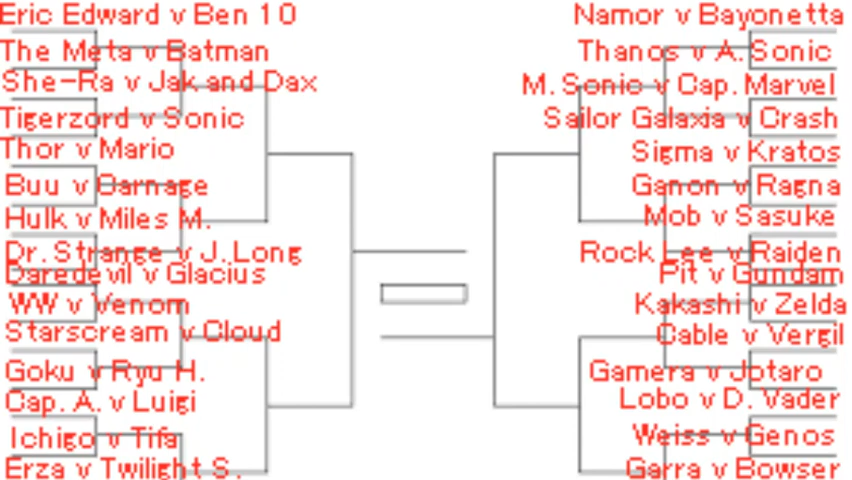 Eric Edward v Ben 10
The Meta v Batman
She-Ra v Jak and Dax
Tigerzord v Sonic
Thor v Mario
Buu v Carnage
Hulk v Miles M.
Dr. Strange v J. Long
Daredevil v Glacius
WW v Venom
Starscream v Cloud
Goku v Ryu H.
Cap. A. v Luigi
Ichigo v Tifa
Erza v Twilight S.
Namor v Bayonetta
Thanos v A. Sonic
M. Sonic v Cap. Marvel
Sailor Galaxia v Crash
Sigma v Kratos
Ganon v Ragna
Mob v Sasuke
Rock Lee v Raiden
Pit v Gundam
Kakashi v Zelda
Cable v Vergil
Gamera v Jotaro
Lobo v D. Vader
Weiss v Genos
Garra v Bowser